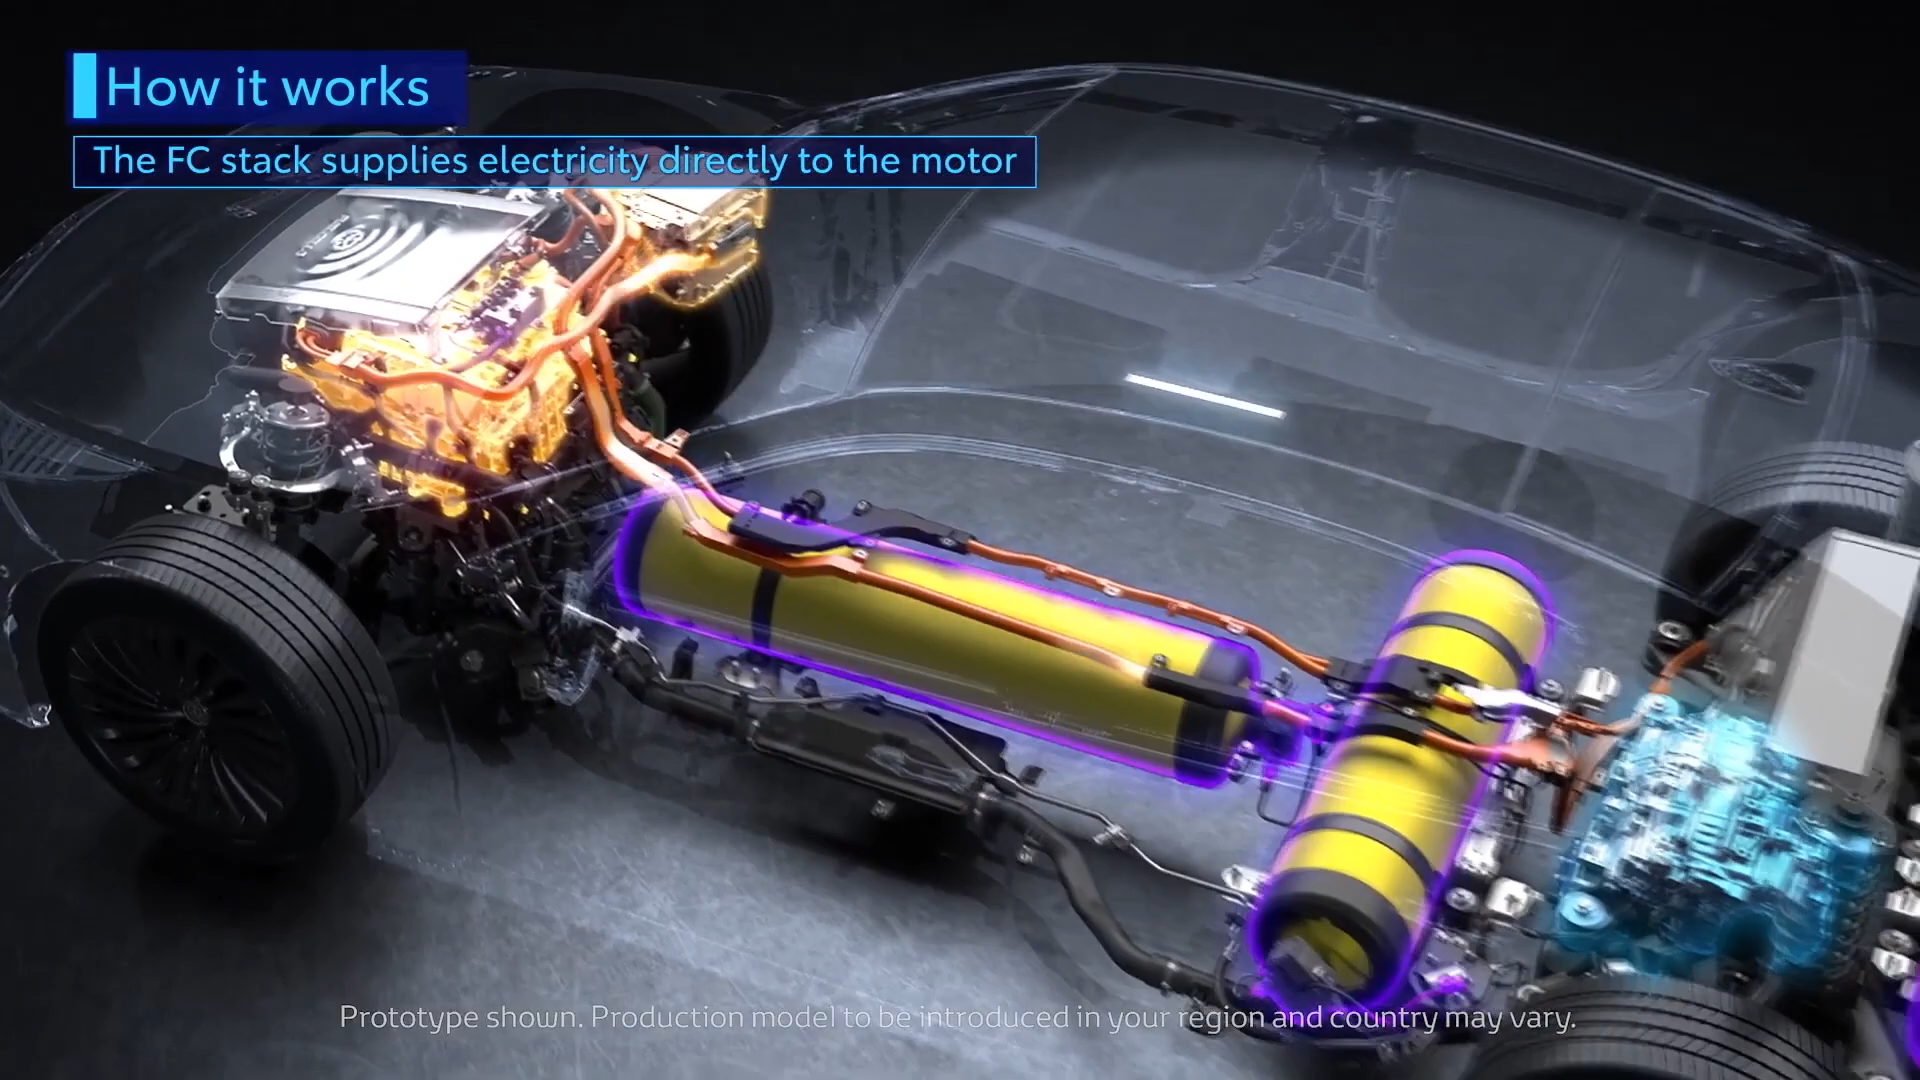 How it works
The FC stack supplies electricity directly to the motor
Prototype shown. Production model to be introduced in your region and country may vary.